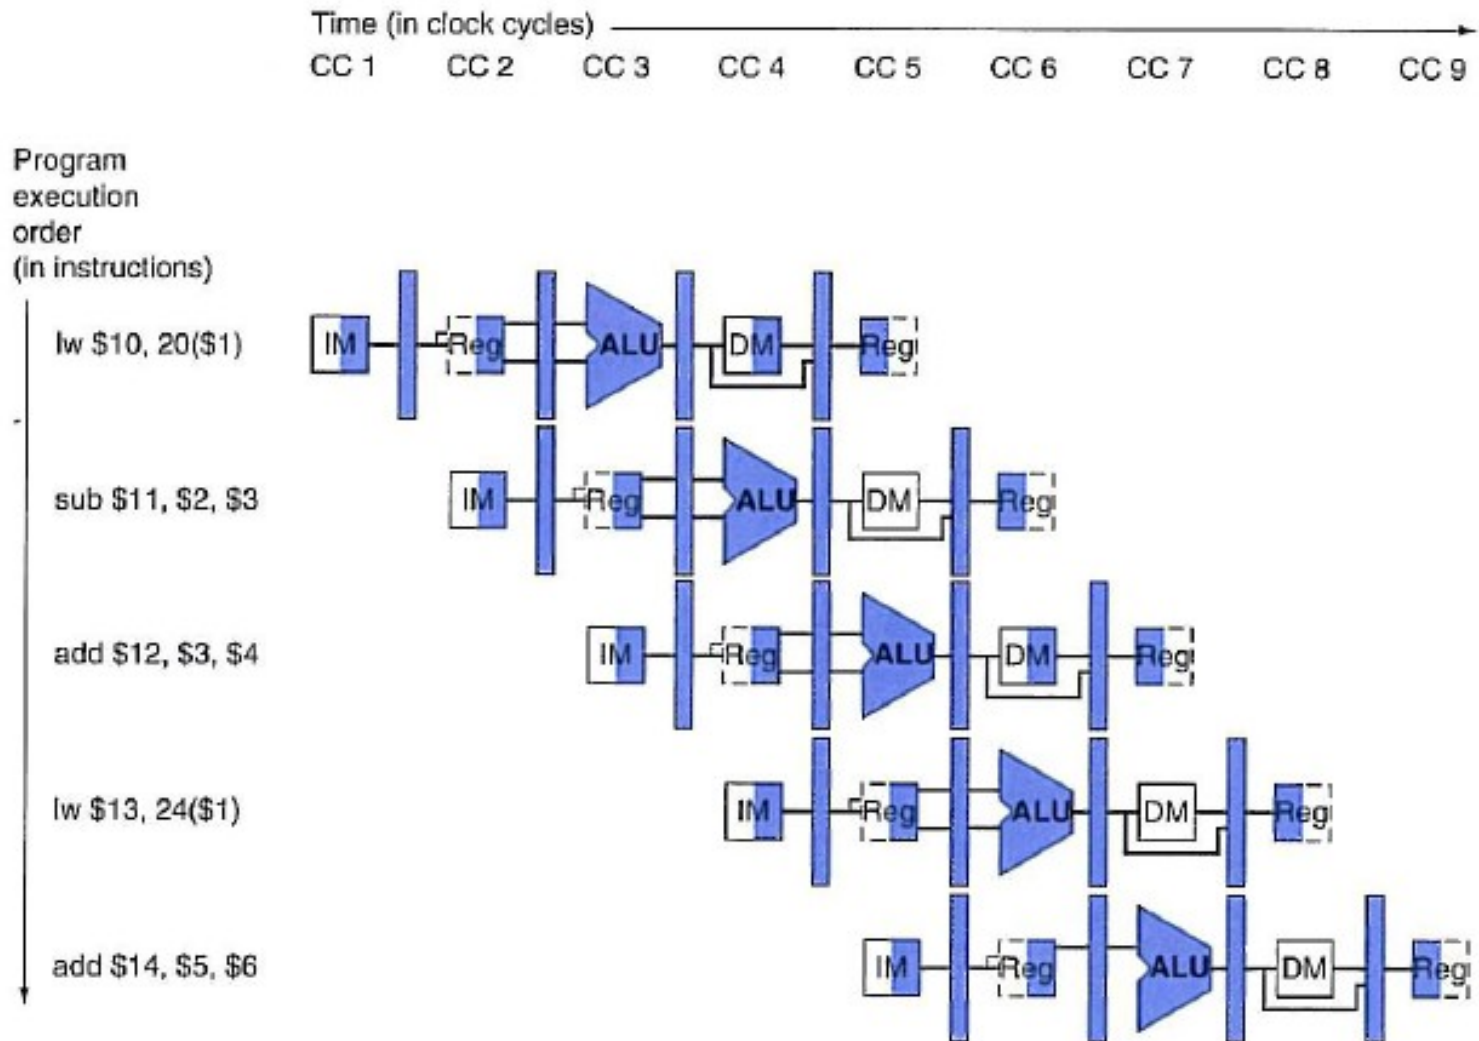 Time (in clock cycles)
CC 1 CC 2 CC 3 CC 4 CC 5 CC 6 CC 7 CC 8 CC 9
Program
execution
order
(in instructions)
lw $10, 20($1) IM Reg ALU DM Reg
sub $11, $2, $3 IM Reg ALU DM Reg
add $12, $3, $4 IM Reg ALU DM Reg
lw $13, 24($1) IM Reg ALU DM Reg
add $14, $5, $6 IM Reg ALU DM Reg